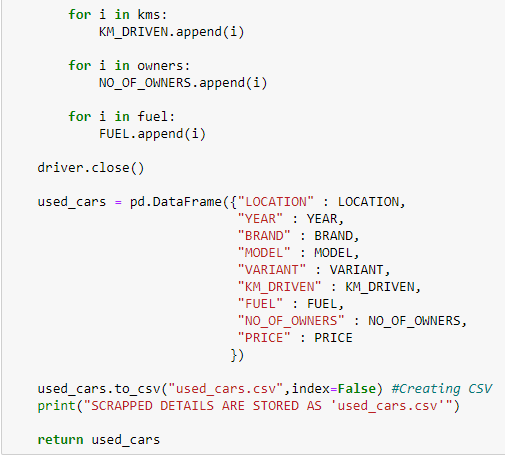 for i in kms:
KM_DRIVEN.append(i)
for i in owners:
NO_OF_OWNERS.append(i)
for i in fuel:
FUEL.append(i)
driver.close()
used_cars = pd.DataFrame({"LOCATION" : LOCATION,
"YEAR" : YEAR,
"BRAND" : BRAND,
"MODEL" : MODEL,
"VARIANT" : VARIANT,
"KM_DRIVEN" : KM_DRIVEN,
"FUEL" : FUEL,
"NO_OF_OWNERS" : NO_OF_OWNERS,
"PRICE" : PRICE
})
used_cars.to_csv("used_cars.csv",index=False) #Creating CSV
print("SCRAPPED DETAILS ARE STORED AS 'used_cars.csv'")
return used_cars